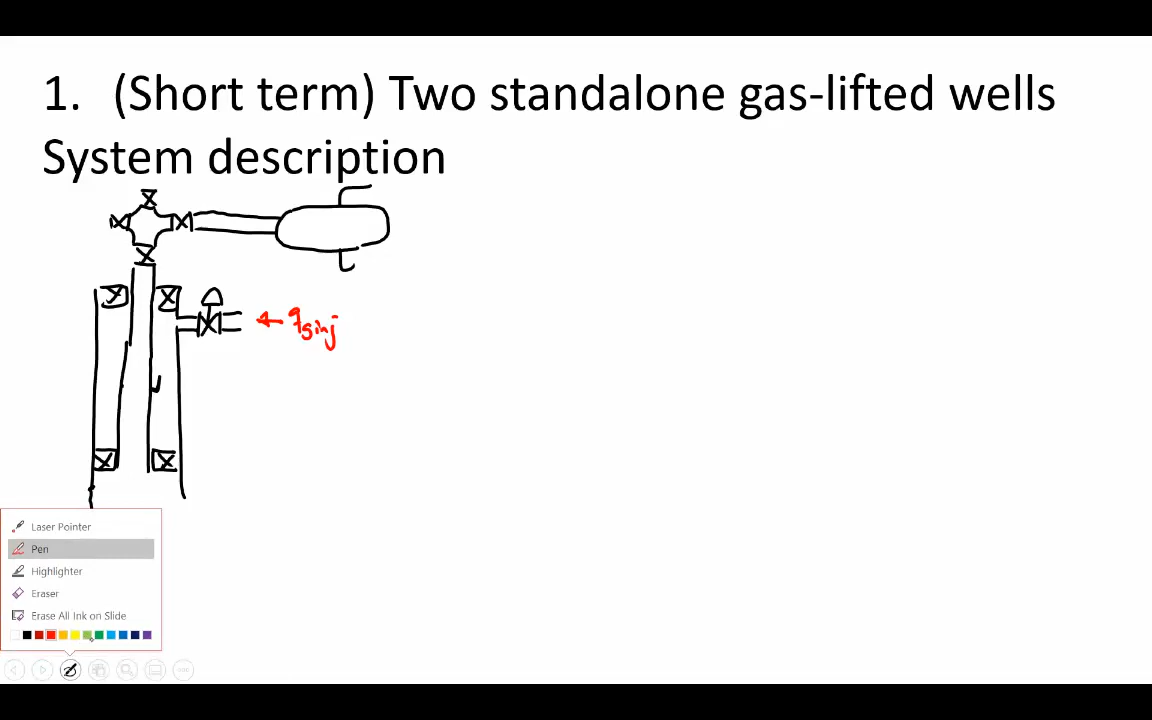 1. (Short term) Two standalone gas-lifted wells
System description
qginj
Laser Pointer
Pen
Highlighter
Eraser
Erase All Ink on Slide